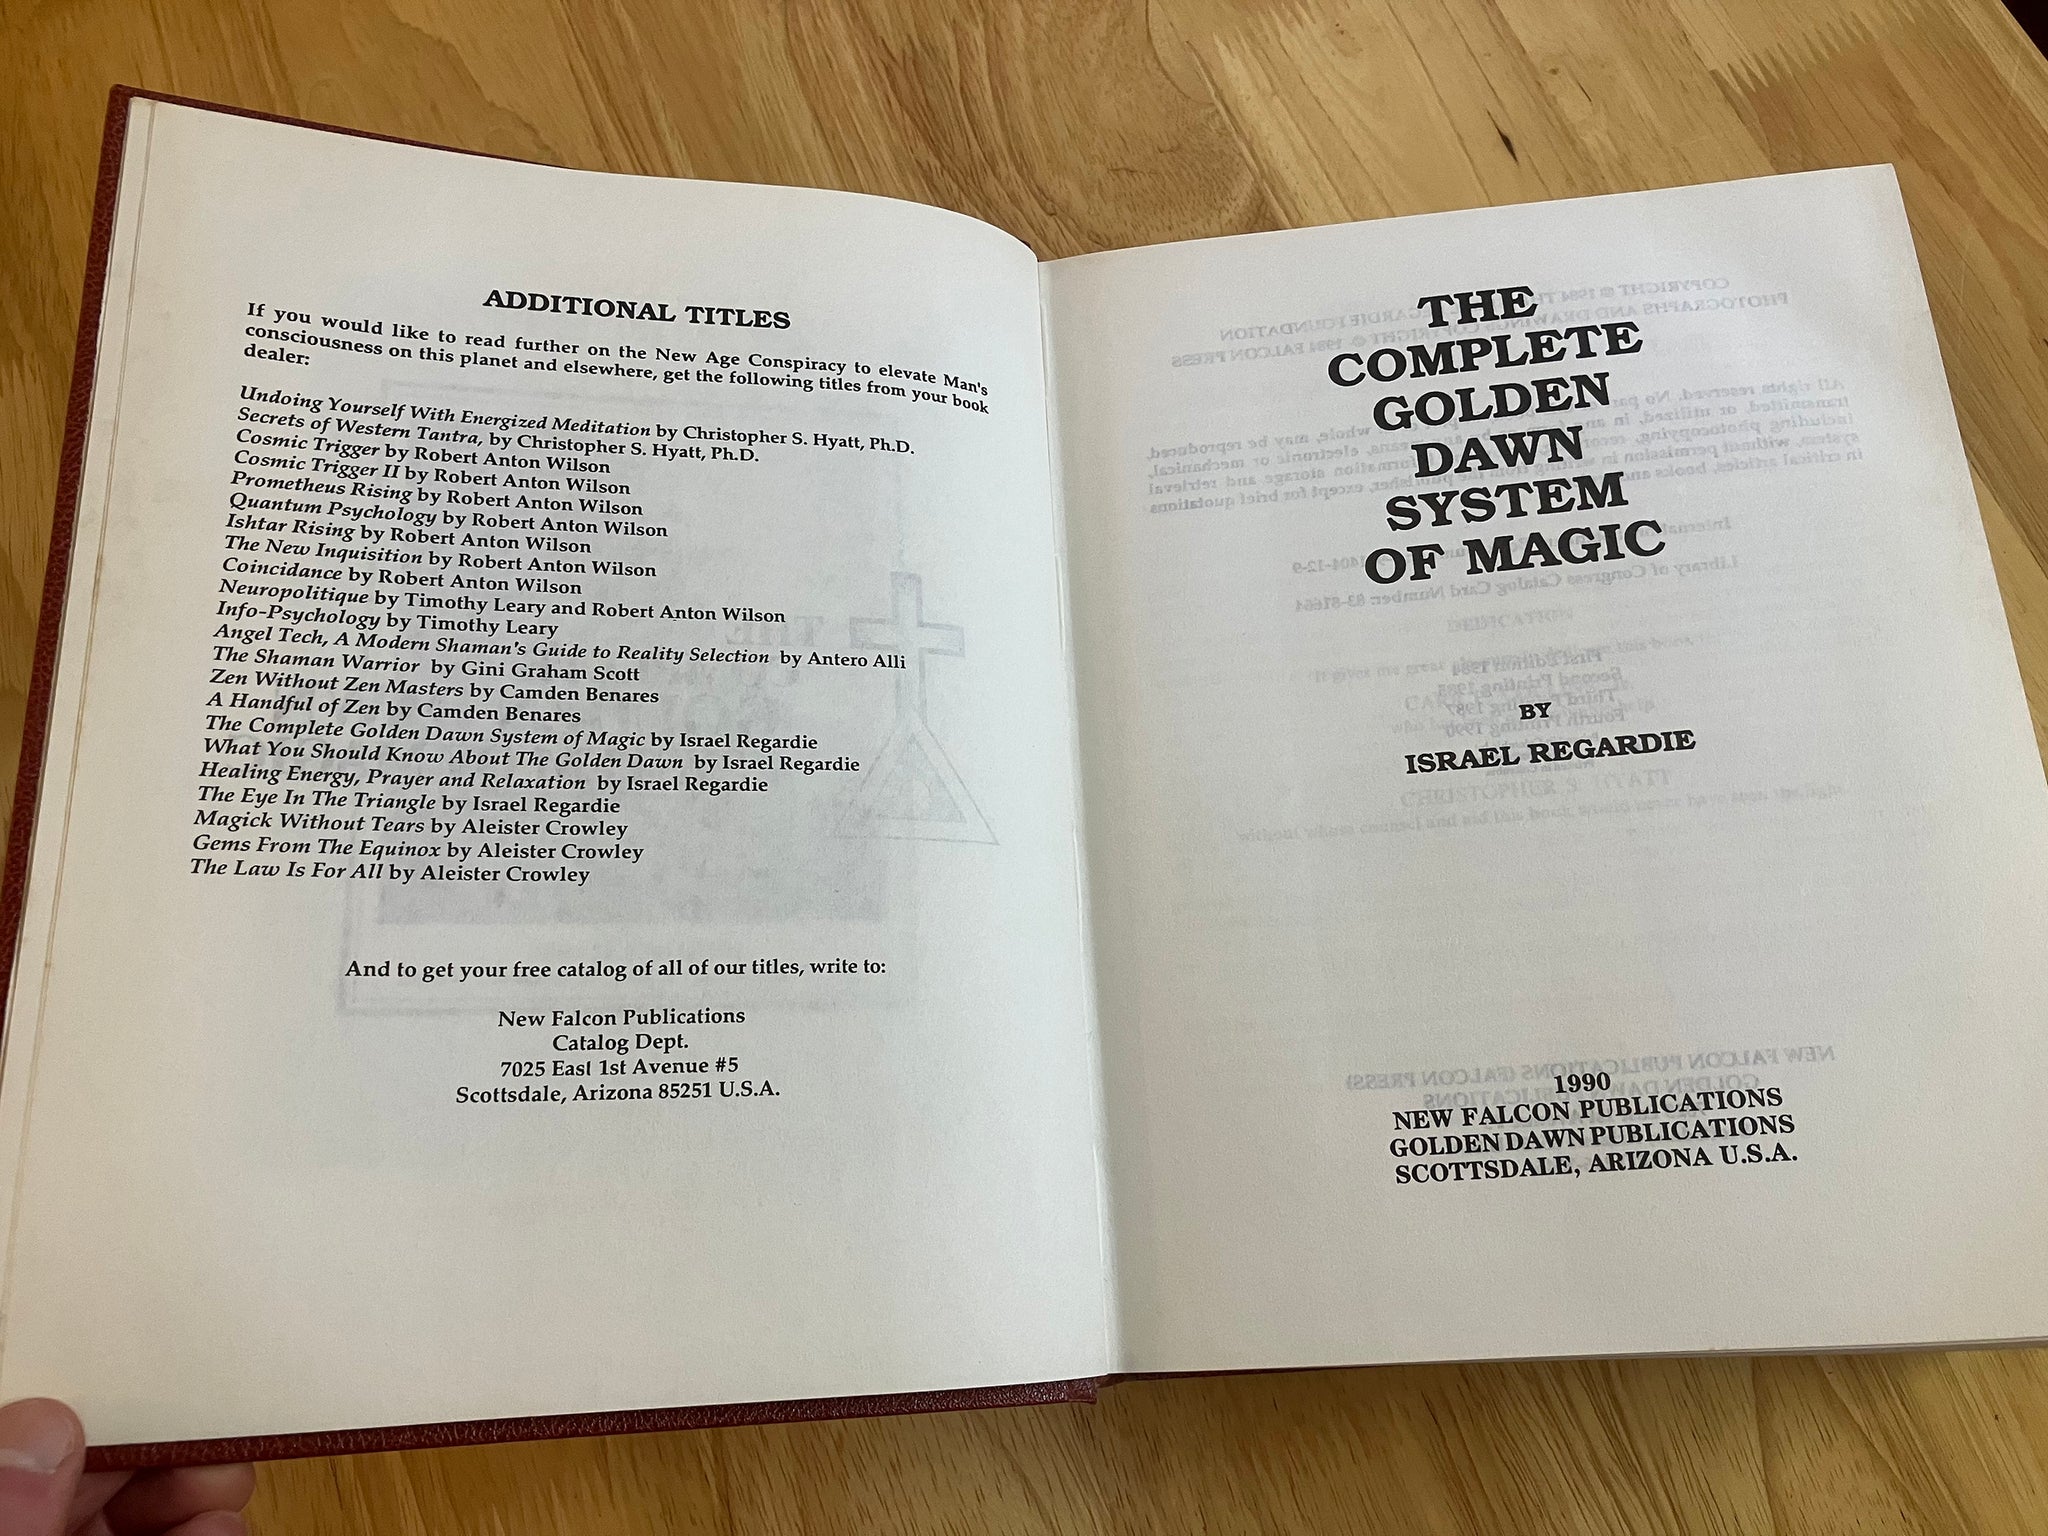 ADDITIONAL TITLES
If you would like to read further on the New Age Conspiracy to elevate Man's
consciousness on this planet and elsewhere, get the following titles from your book
dealer:
Undoing Yourself With Energized Meditation by Christopher S. Hyatt, Ph.D.
Secrets of Western Tantra, by Christopher S. Hyatt, Ph.D.
Cosmic Trigger by Robert Anton Wilson
Cosmic Trigger II by Robert Anton Wilson
Prometheus Rising by Robert Anton Wilson
Quantum Psychology by Robert Anton Wilson
Ishtar Rising by Robert Anton Wilson
The New Inquisition by Robert Anton Wilson
Coincidance by Robert Anton Wilson
Neuropolitique by Timothy Leary and Robert Anton Wilson
Info-Psychology by Timothy Leary
Angel Tech, A Modern Shaman's Guide to Reality Selection by Antero Alli
The Shaman Warrior by Gini Graham Scott
Zen Without Zen Masters by Camden Benares
A Handful of Zen by Camden Benares
The Complete Golden Dawn System of Magic by Israel Regardie
What You Should Know About The Golden Dawn by Israel Regardie
Healing Energy, Prayer and Relaxation by Israel Regardie
The Eye In The Triangle by Israel Regardie
Magick Without Tears by Aleister Crowley
Gems From The Equinox by Aleister Crowley
The Law Is For All by Aleister Crowley
And to get your free catalog of all of our titles, write to:
New Falcon Publications
Catalog Dept.
7025 East 1st Avenue #5
Scottsdale, Arizona 85251 U.S.A.
THE
COMPLETE
GOLDEN
DAWN
SYSTEM
OF MAGIC
BY
ISRAEL REGARDIE
1990
NEW FALCON PUBLICATIONS
GOLDEN DAWN PUBLICATIONS
SCOTTSDALE, ARIZONA U.S.A.